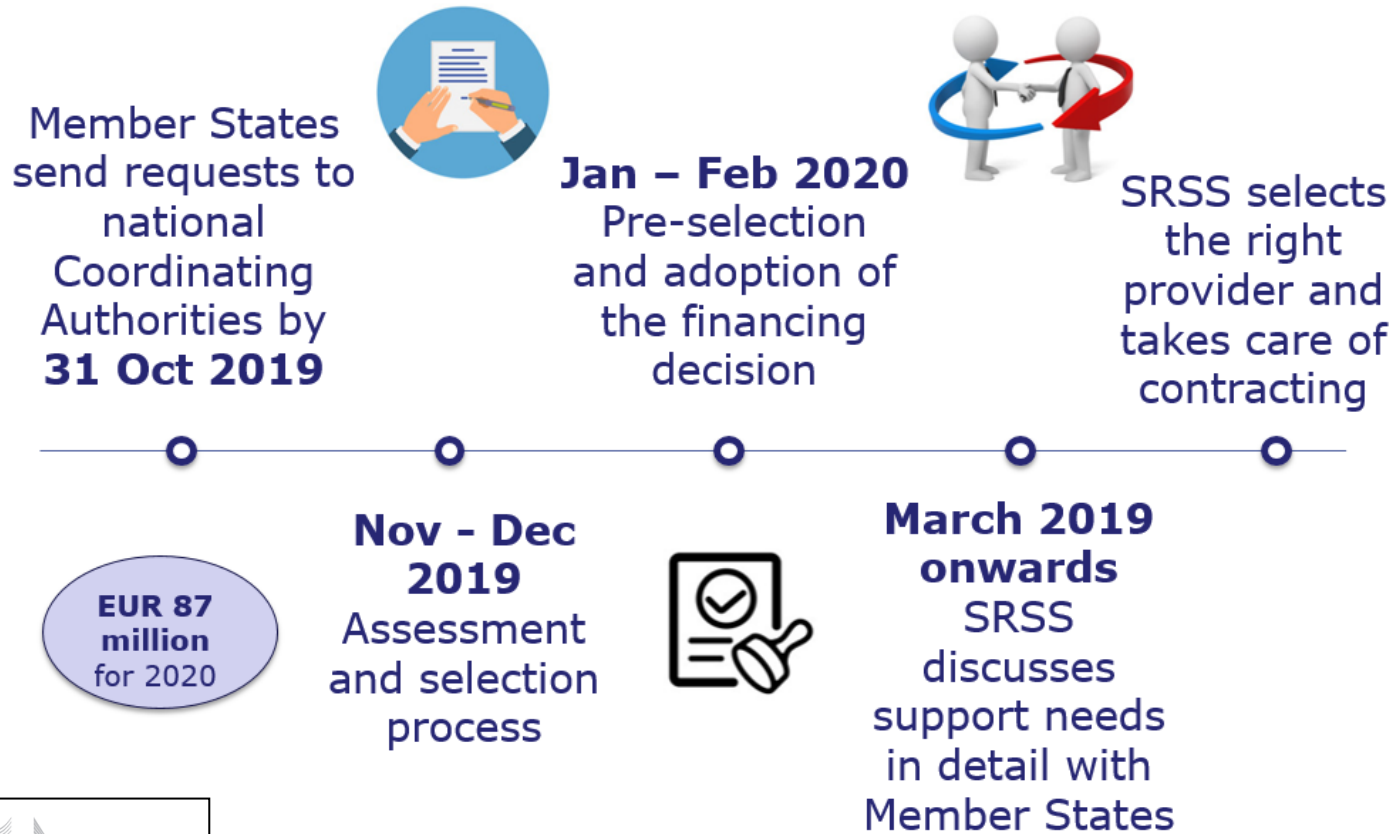 Member States
send requests to
national
Coordinating
Authorities by
31 Oct 2019
Nov - Dec
2019
Assessment
and selection
process
Jan – Feb 2020
Pre-selection
and adoption of
the financing
decision
March 2019
onwards
SRSS
discusses
support needs
in detail with
Member States
SRSS selects
the right
provider and
takes care of
contracting
EUR 87
million
for 2020